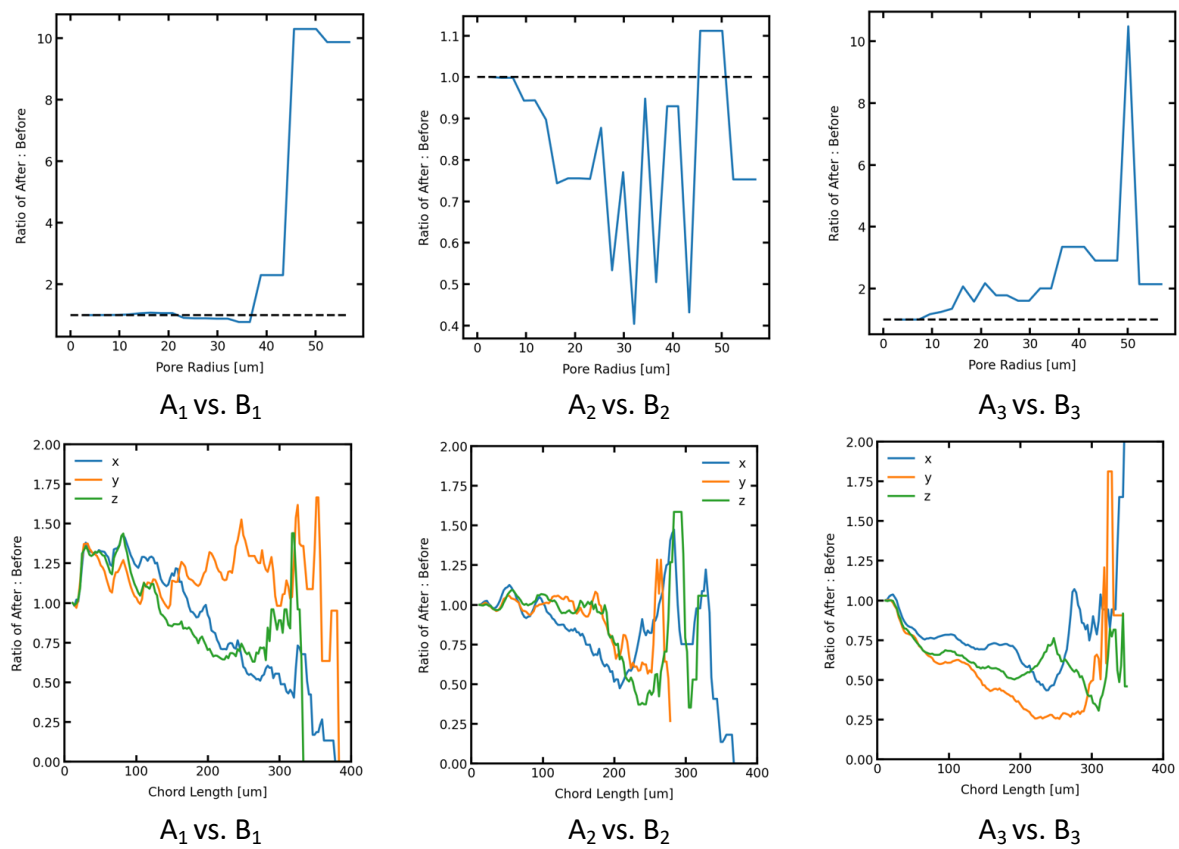 Ratio of After : Before
10
8
6
4
2
0 10 20 30 40 50
Pore Radius [um]
A₁ vs. B₁
Ratio of After : Before
1.1
1.0
0.9
0.8
0.7
0.6
0.5
0.4
0 10 20 30 40 50
Pore Radius [um]
A₂ vs. B₂
Ratio of After : Before
10
8
6
4
2
0 10 20 30 40 50
Pore Radius [um]
A₃ vs. B₃
Ratio of After : Before
2.00
1.75
1.50
1.25
1.00
0.75
0.50
0.25
0.00
x
y
z
0 100 200 300 400
Chord Length [um]
A₁ vs. B₁
Ratio of After : Before
2.00
1.75
1.50
1.25
1.00
0.75
0.50
0.25
0.00
x
y
z
0 100 200 300 400
Chord Length [um]
A₂ vs. B₂
Ratio of After : Before
2.00
1.75
1.50
1.25
1.00
0.75
0.50
0.25
0.00
x
y
z
0 100 200 300 400
Chord Length [um]
A₃ vs. B₃